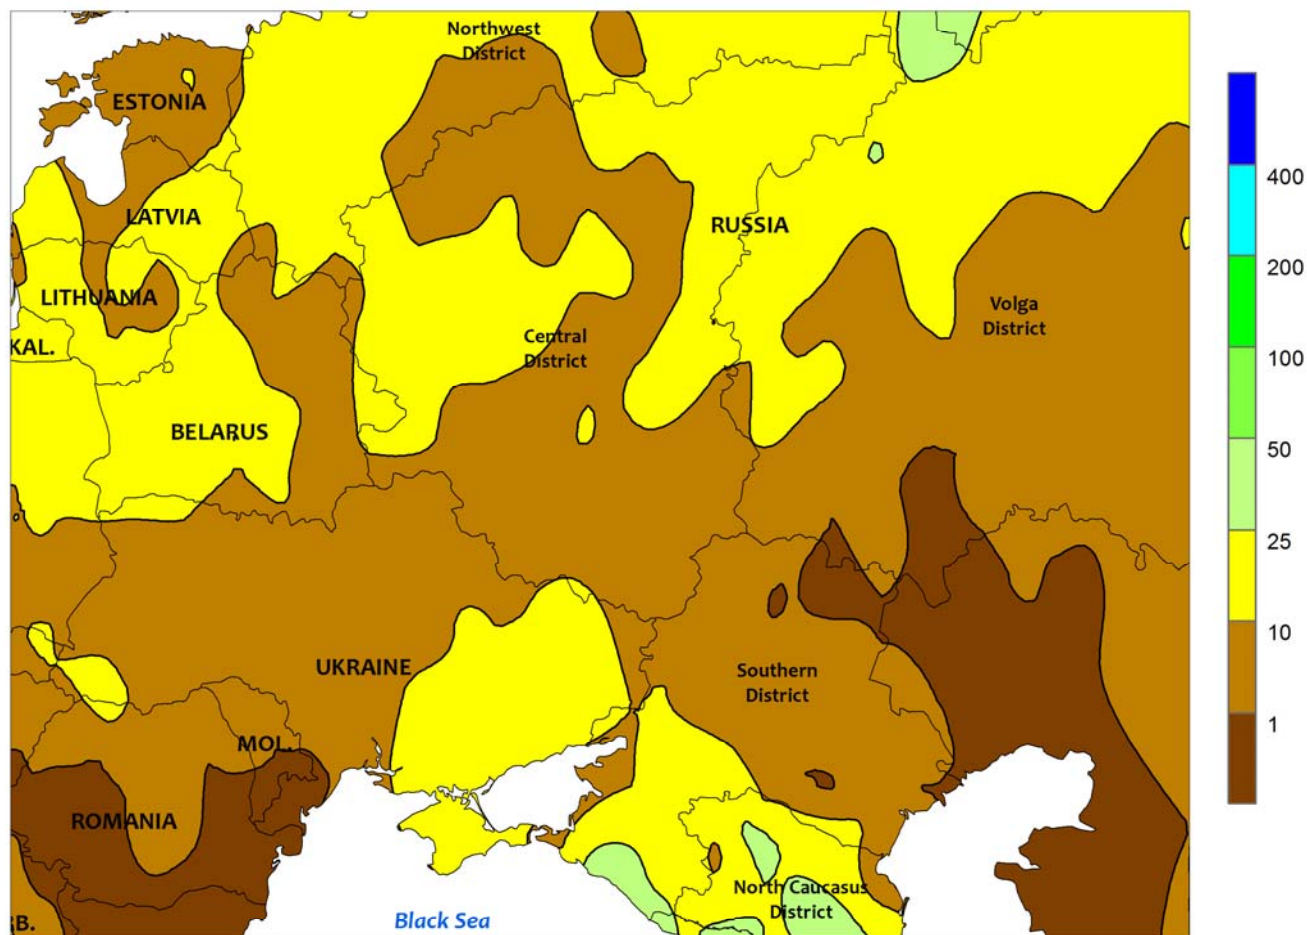 Northwest
District
ESTONIA
LATVIA
RUSSIA
LITHUANIA
Volga
District
KAL.
Central
District
BELARUS
UKRAINE
Southern
District
MOL.
ROMANIA
North Caucasus
District
RB.
Black Sea
400
200
100
50
25
10
1